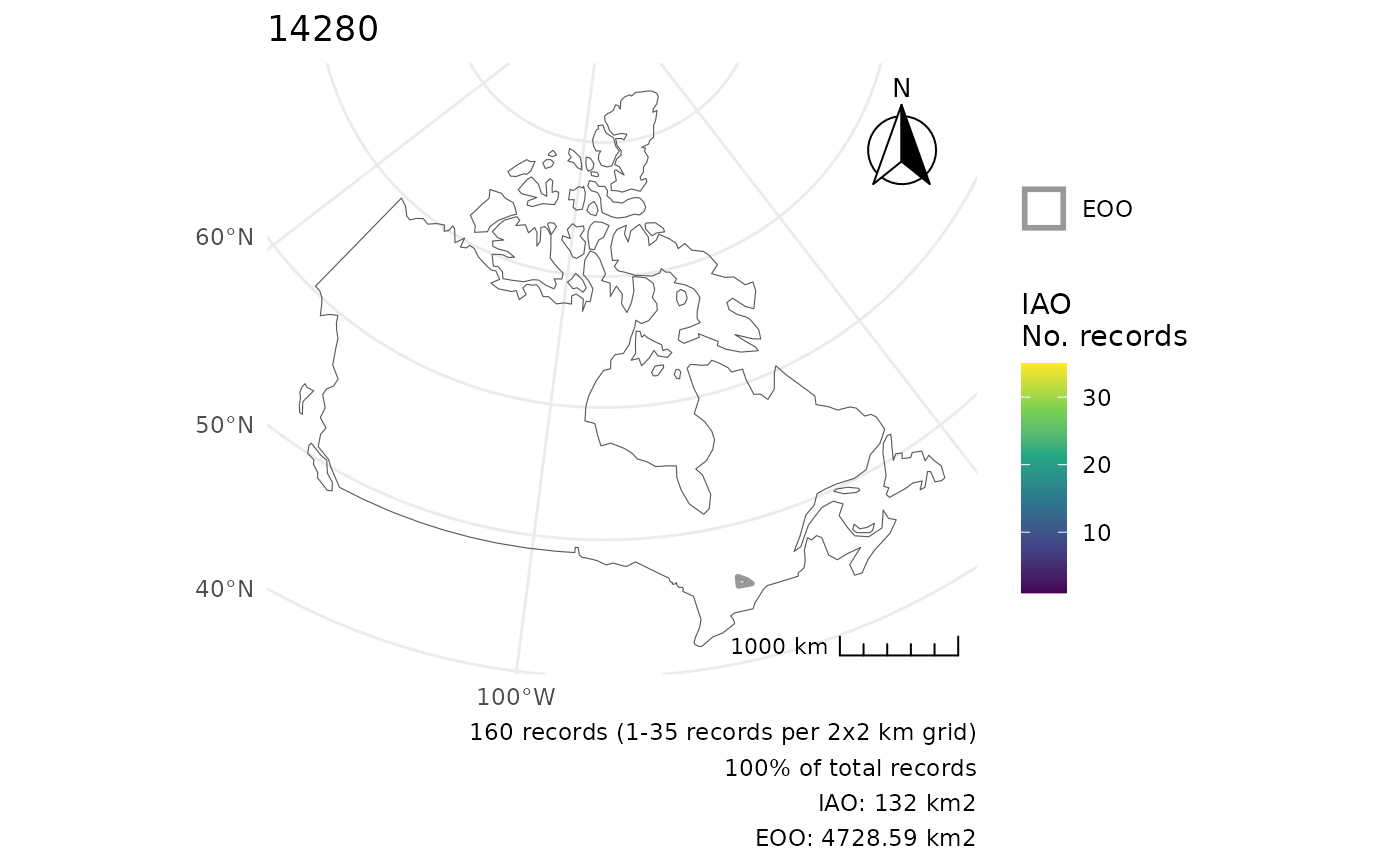 14280
N
60°N
50°N
40°N
100°W
1000 km
EOO
IAO
No. records
30
20
10
160 records (1-35 records per 2x2 km grid)
100% of total records
IAO: 132 km2
EOO: 4728.59 km2